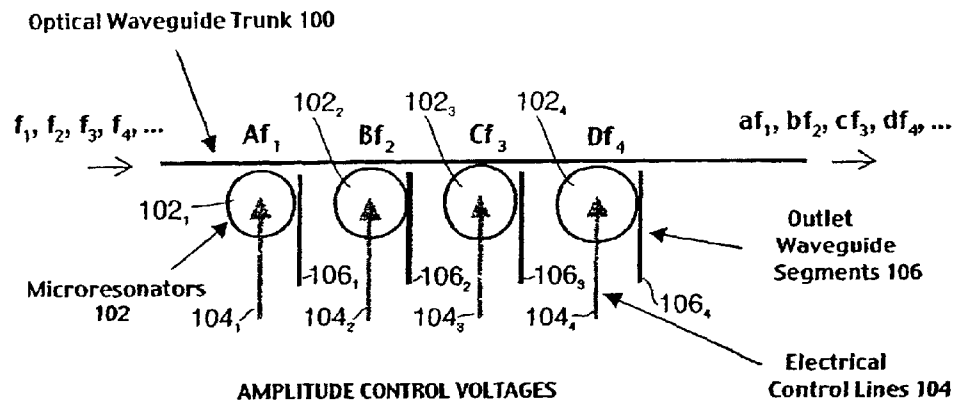 Optical Waveguide Trunk 100
f₁, f₂, f₃, f₄, ...
Af₁
102₂
Bf₂
102₃
Cf₃
102₄
Df₄
af₁, bf₂, cf₃, df₄, ...
102₁
Microresonators
102
104₁
106₁
104₂
106₂
104₃
106₃
104₄
106₄
Outlet
Waveguide
Segments 106
Electrical
Control Lines 104
AMPLITUDE CONTROL VOLTAGES